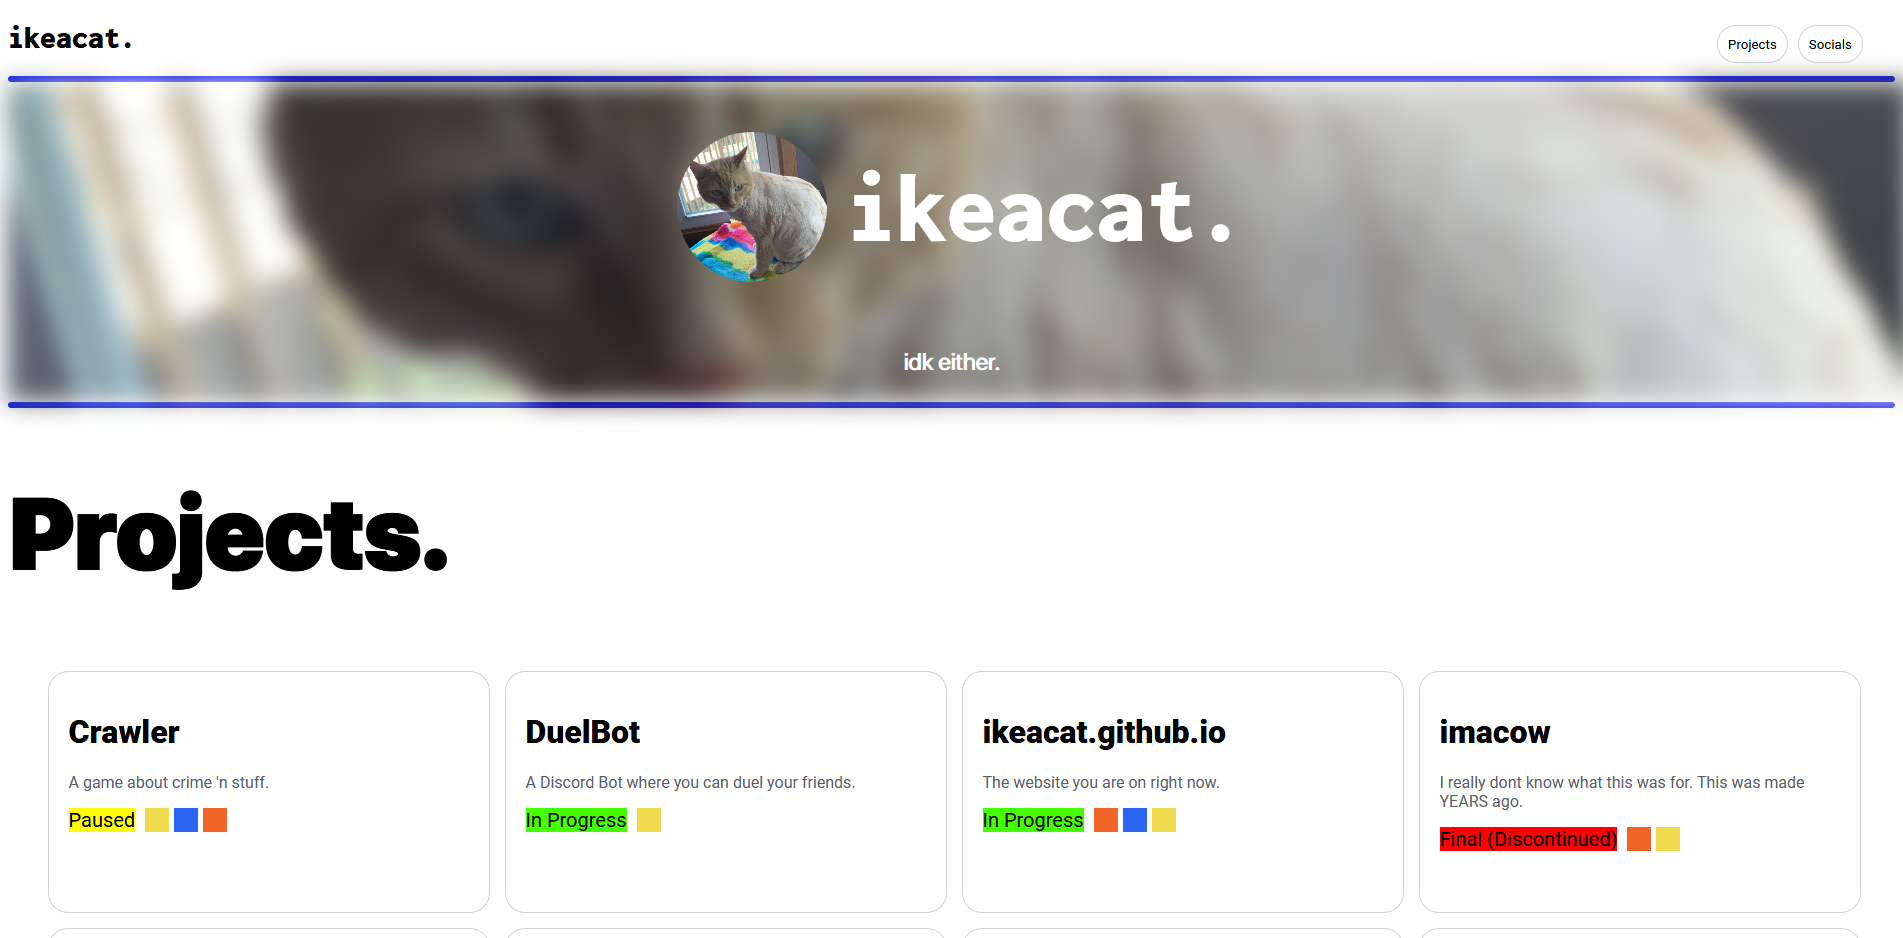 ikeacat.
Projects
Socials
ikeacat.
idk either.
Projects.
Crawler
A game about crime 'n stuff.
Paused
DuelBot
A Discord Bot where you can duel your friends.
In Progress
ikeacat.github.io
The website you are on right now.
In Progress
imacow
I really dont know what this was for. This was made
YEARS ago.
Final (Discontinued)